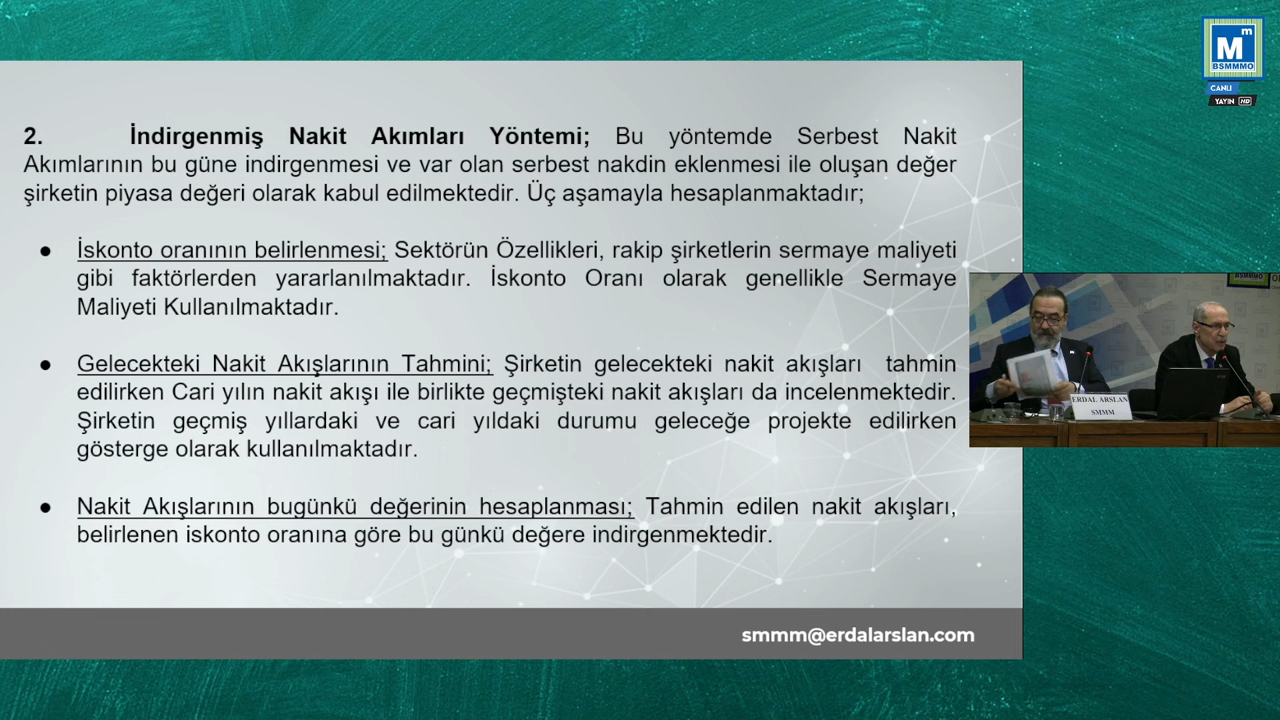 2. İndirgenmiş Nakit Akımları Yöntemi; Bu yöntemde Serbest Nakit
Akımlarının bu güne indirgenmesi ve var olan serbest nakdin eklenmesi ile oluşan değer
şirketin piyasa değeri olarak kabul edilmektedir. Üç aşamayla hesaplanmaktadır;
● İskonto oranının belirlenmesi; Sektörün Özellikleri, rakip şirketlerin sermaye maliyeti
gibi faktörlerden yararlanılmaktadır. İskonto Oranı olarak genellikle Sermaye
Maliyeti Kullanılmaktadır.
● Gelecekteki Nakit Akışlarının Tahmini; Şirketin gelecekteki nakit akışları tahmin
edilirken Cari yılın nakit akışı ile birlikte geçmişteki nakit akışları da incelenmektedir.
Şirketin geçmiş yıllardaki ve cari yıldaki durumu geleceğe projekte edilirken
gösterge olarak kullanılmaktadır.
● Nakit Akışlarının bugünkü değerinin hesaplanması; Tahmin edilen nakit akışları,
belirlenen iskonto oranına göre bu günkü değere indirgenmektedir.
smmm@erdalarslan.com
Mm
BSMMMO
CANLI
YAYIN HD
BSMMMO
ERDAL ARSLAN
SMMM